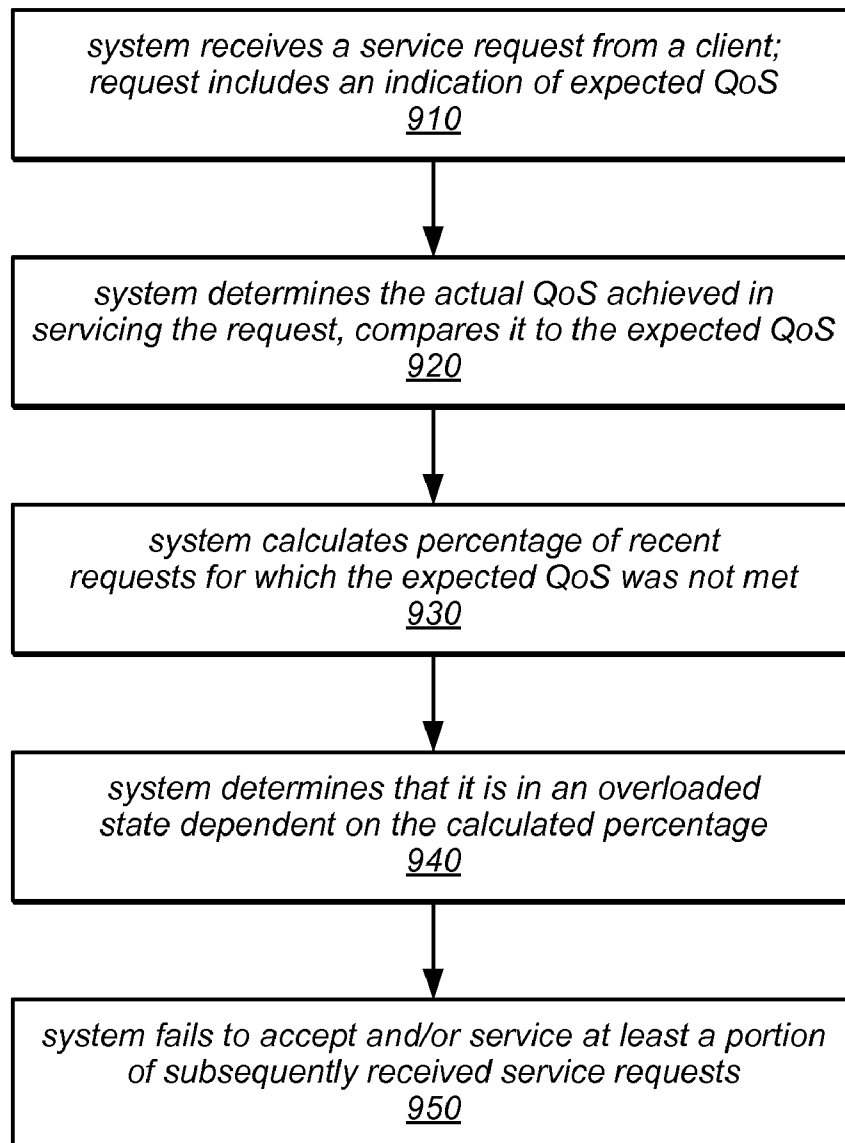 system receives a service request from a client;
request includes an indication of expected QoS
910
system determines the actual QoS achieved in
servicing the request, compares it to the expected QoS
920
system calculates percentage of recent
requests for which the expected QoS was not met
930
system determines that it is in an overloaded
state dependent on the calculated percentage
940
system fails to accept and/or service at least a portion
of subsequently received service requests
950